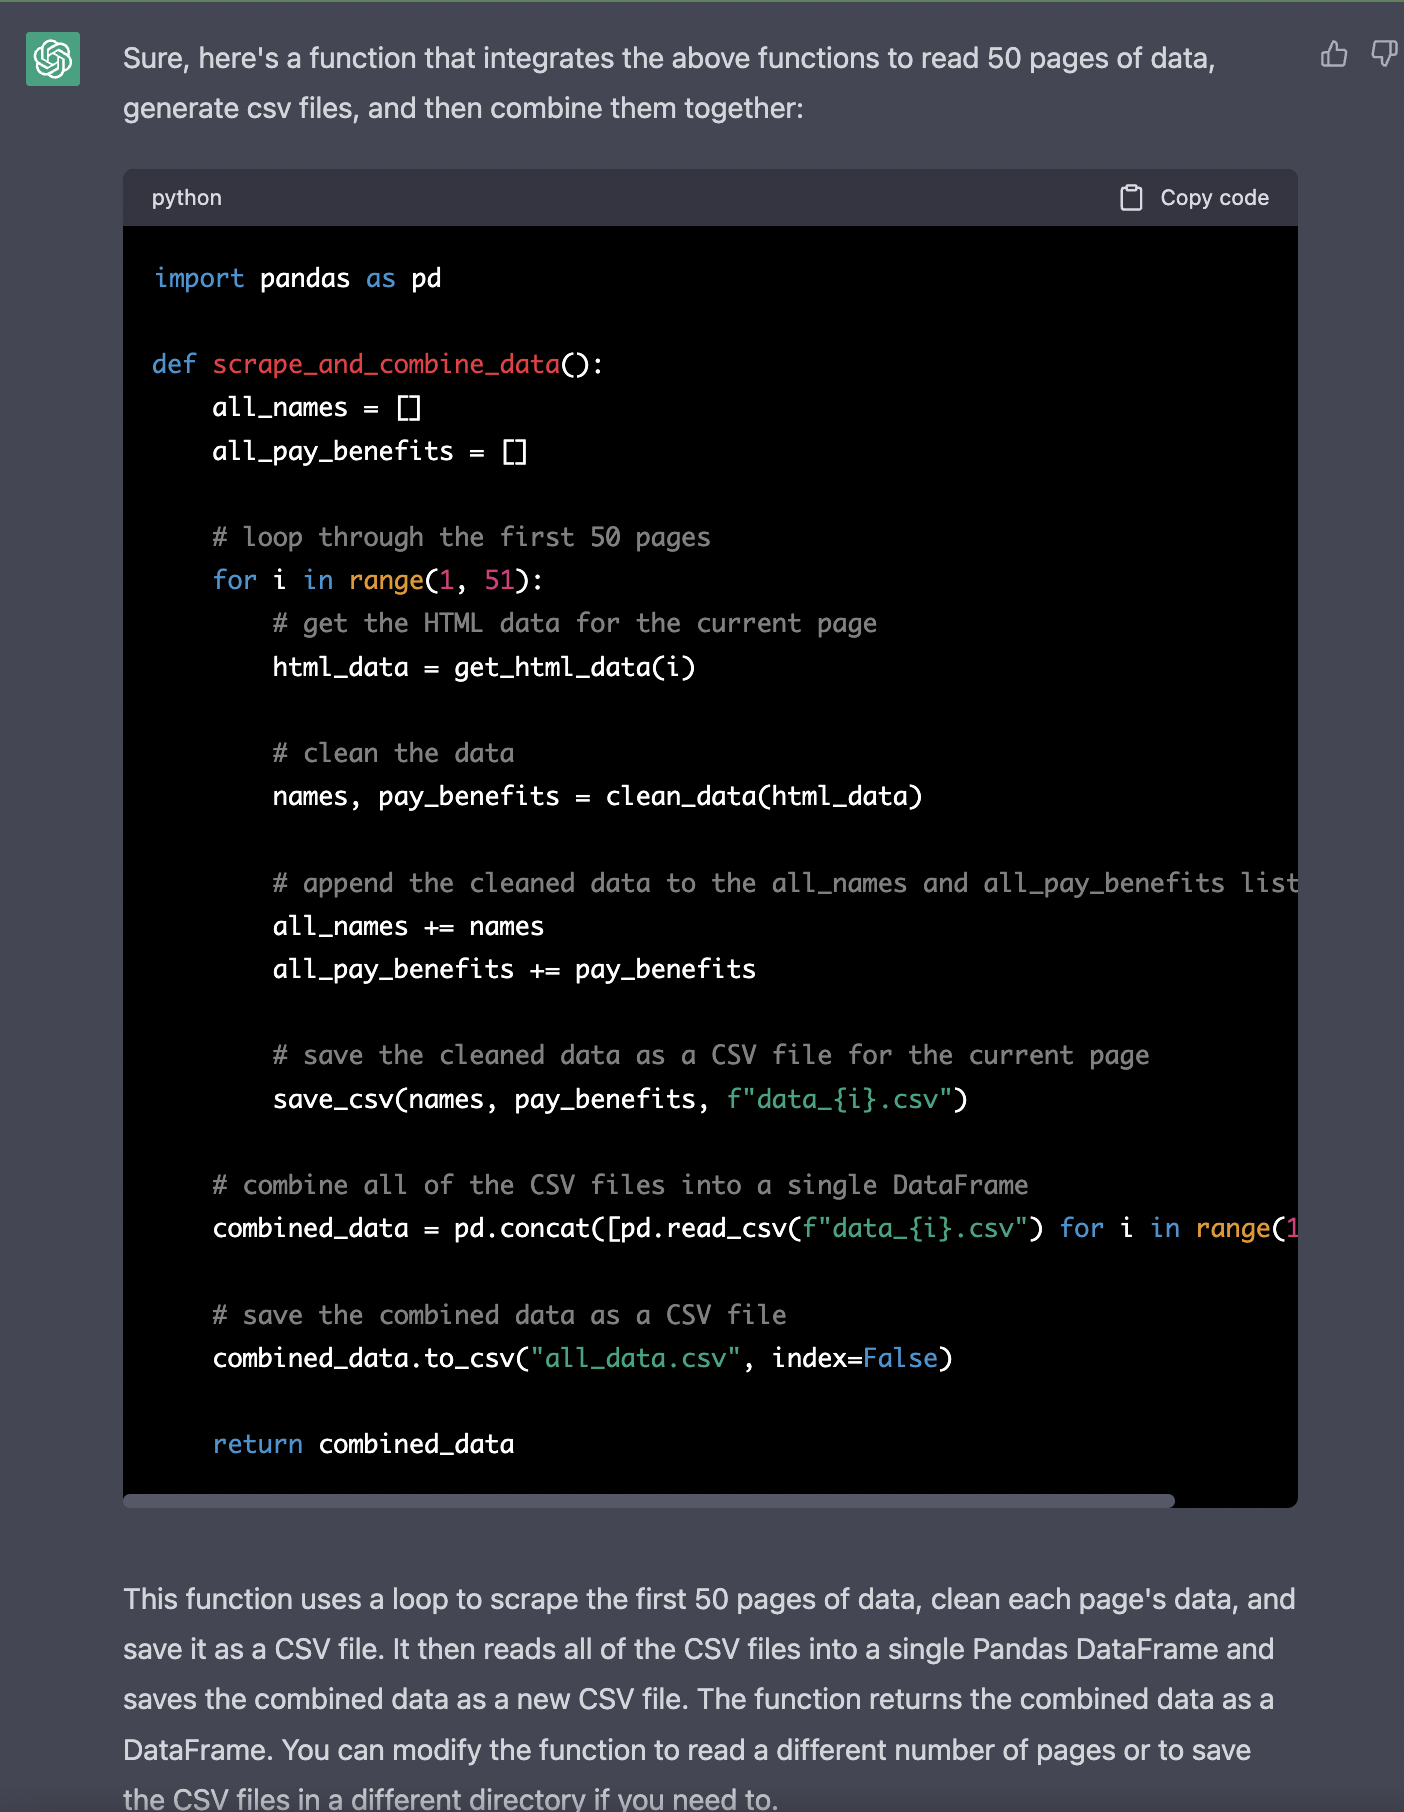 Sure, here's a function that integrates the above functions to read 50 pages of data,
generate csv files, and then combine them together:
python
Copy code
import pandas as pd
def scrape_and_combine_data():
    all_names = []
    all_pay_benefits = []
    # loop through the first 50 pages
    for i in range(1, 51):
        # get the HTML data for the current page
        html_data = get_html_data(i)
        # clean the data
        names, pay_benefits = clean_data(html_data)
        # append the cleaned data to the all_names and all_pay_benefits list
        all_names += names
        all_pay_benefits += pay_benefits
        # save the cleaned data as a CSV file for the current page
        save_csv(names, pay_benefits, f"data_{i}.csv")
    # combine all of the CSV files into a single DataFrame
    combined_data = pd.concat([pd.read_csv(f"data_{i}.csv") for i in range(1
    # save the combined data as a CSV file
    combined_data.to_csv("all_data.csv", index=False)
    return combined_data
This function uses a loop to scrape the first 50 pages of data, clean each page's data, and
save it as a CSV file. It then reads all of the CSV files into a single Pandas DataFrame and
saves the combined data as a new CSV file. The function returns the combined data as a
DataFrame. You can modify the function to read a different number of pages or to save
the CSV files in a different directory if you need to.